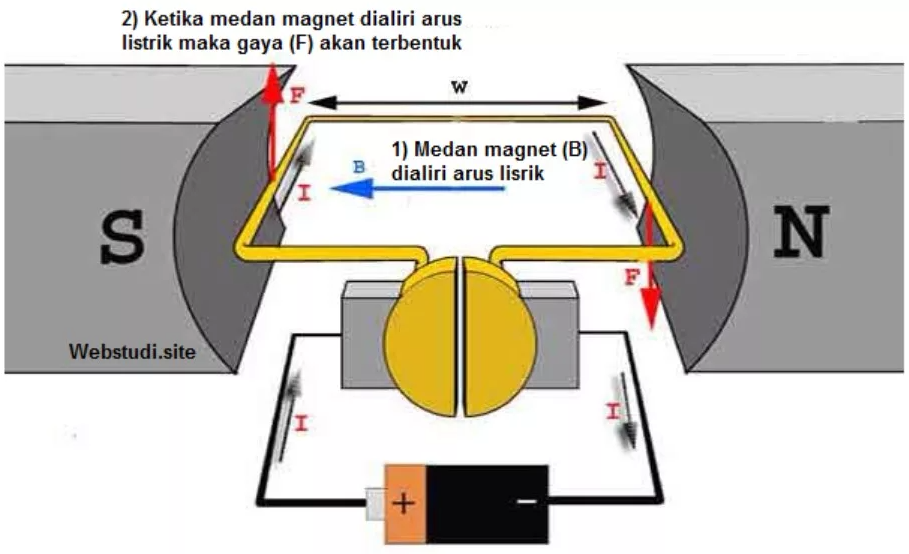 2) Ketika medan magnet dialiri arus
listrik maka gaya (F) akan terbentuk
F
W
1) Medan magnet (B)
dialiri arus lisrik
B
I
I
S
N
F
Webstudi.site
I
I
+
-